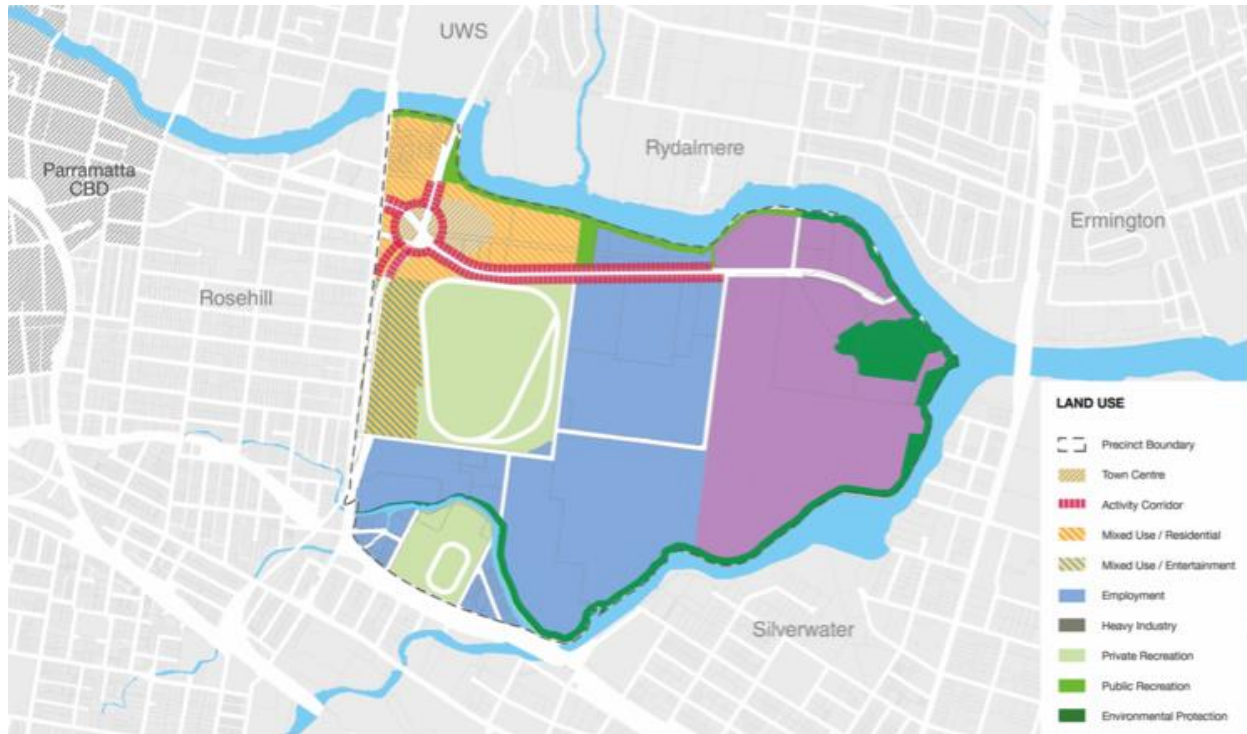 UWS
Rydalmere
Parramatta
CBD
Ermington
Rosehill
Silverwater
LAND USE
Precinct Boundary
Town Centre
Activity Corridor
Mixed Use / Residential
Mixed Use / Entertainment
Employment
Heavy Industry
Private Recreation
Public Recreation
Environmental Protection